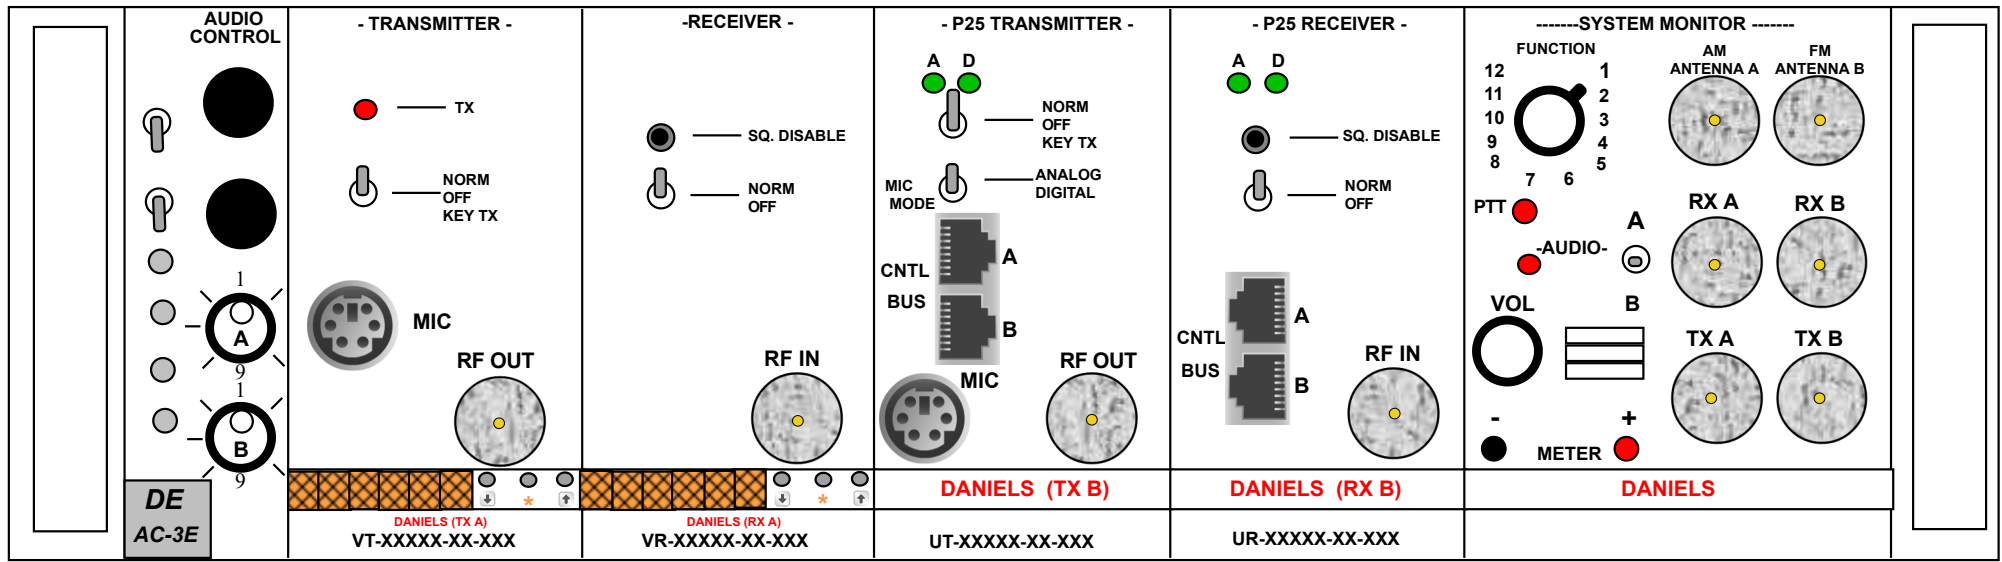 AUDIO
CONTROL
1
A
9
1
B
9
DE
AC-3E
- TRANSMITTER -
TX
NORM
OFF
KEY TX
MIC
RF OUT
*
DANIELS (TX A)
VT-XXXXX-XX-XXX
-RECEIVER -
SQ. DISABLE
NORM
OFF
RF IN
*
DANIELS (RX A)
VR-XXXXX-XX-XXX
- P25 TRANSMITTER -
A D
NORM
OFF
KEY TX
MIC
MODE
ANALOG
DIGITAL
A
CNTL
BUS
B
MIC
RF OUT
DANIELS (TX B)
UT-XXXXX-XX-XXX
- P25 RECEIVER -
A D
SQ. DISABLE
NORM
OFF
A
CNTL
BUS
B
RF IN
DANIELS (RX B)
UR-XXXXX-XX-XXX
-------SYSTEM MONITOR -------
FUNCTION
12 1
11 2
10 3
9 4
8 5
7 6
PTT
-AUDIO-
A
B
VOL
- +
METER
AM
ANTENNA A
FM
ANTENNA B
RX A RX B
TX A TX B
DANIELS